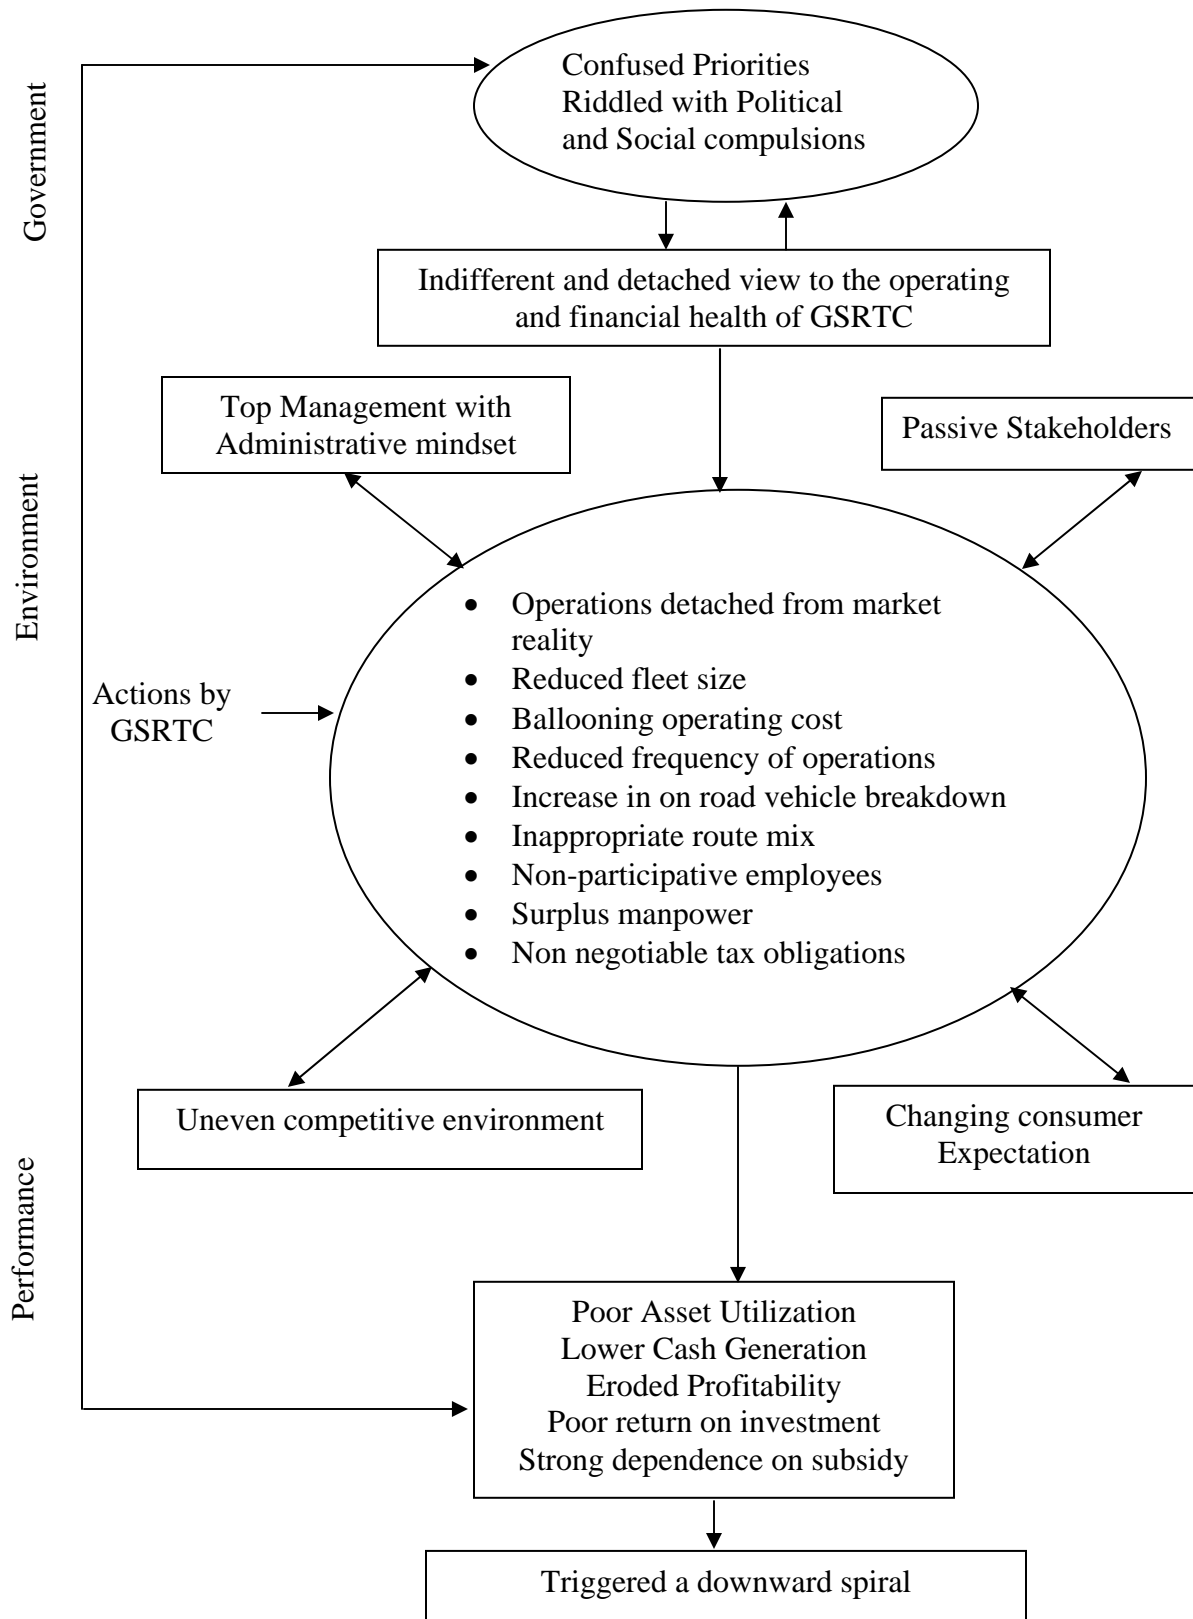 Government
Confused Priorities
Riddled with Political
and Social compulsions
Indifferent and detached view to the operating
and financial health of GSRTC
Environment
Top Management with
Administrative mindset
Passive Stakeholders
Actions by
GSRTC
• Operations detached from market
reality
• Reduced fleet size
• Ballooning operating cost
• Reduced frequency of operations
• Increase in on road vehicle breakdown
• Inappropriate route mix
• Non-participative employees
• Surplus manpower
• Non negotiable tax obligations
Uneven competitive environment
Changing consumer
Expectation
Performance
Poor Asset Utilization
Lower Cash Generation
Eroded Profitability
Poor return on investment
Strong dependence on subsidy
Triggered a downward spiral